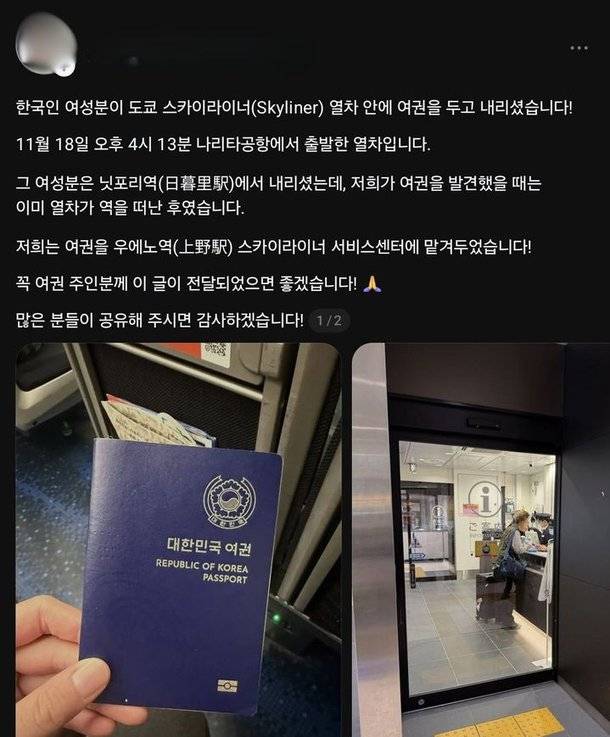 한국인 여성분이 도쿄 스카이라이너(Skyliner) 열차 안에 여권을 두고 내리셨습니다!
11월 18일 오후 4시 13분 나리타공항에서 출발한 열차입니다.
그 여성분은 닛포리역(日暮里駅)에서 내리셨는데, 저희가 여권을 발견했을 때는
이미 열차가 역을 떠난 후였습니다.
저희는 여권을 우에노역(上野駅) 스카이라이너 서비스센터에 맡겨두었습니다!
꼭 여권 주인분께 이 글이 전달되었으면 좋겠습니다! 🙏
많은 분들이 공유해 주시면 감사하겠습니다! 1/2
대한민국 여권
REPUBLIC OF KOREA
PASSPORT
i
ご案内